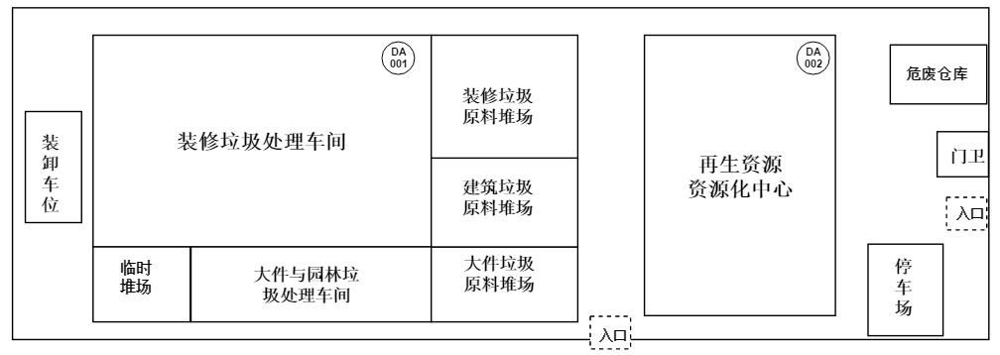 装
卸
车
位
DA
001
装修垃圾处理车间
装修垃圾
原料堆场
建筑垃圾
原料堆场
临时
堆场
大件与园林垃
圾处理车间
大件垃圾
原料堆场
DA
002
再生资源
资源化中心
危废仓库
门卫
入口
停
车
场
入口